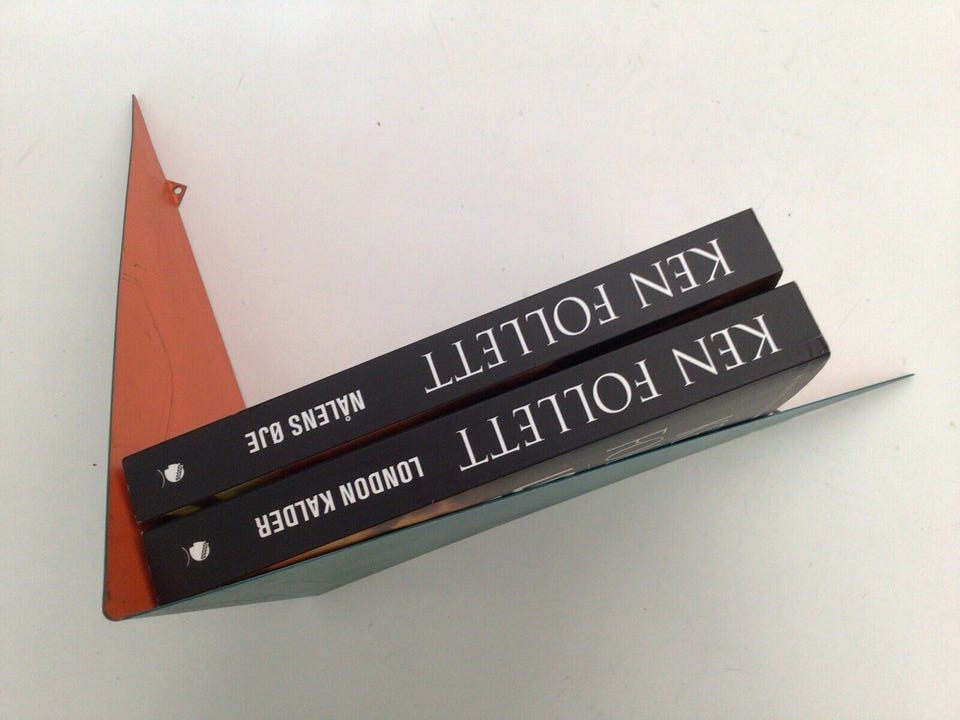 KEN FOLLETT
NÅLENS ØJE
KEN FOLLETT
LONDON KALDER